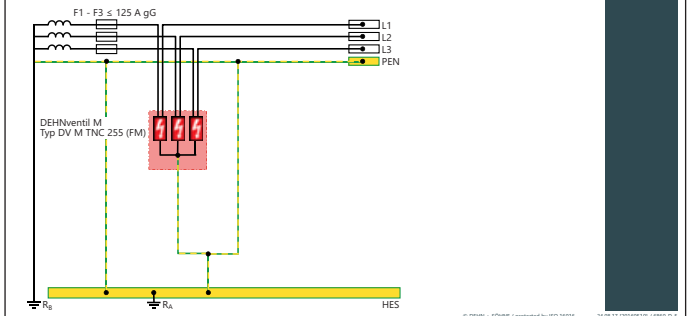 F1 - F3 ≤ 125 A gG
L1
L2
L3
PEN
DEHNventil M
Typ DV M TNC 255 (FM)
RB
RA
HES